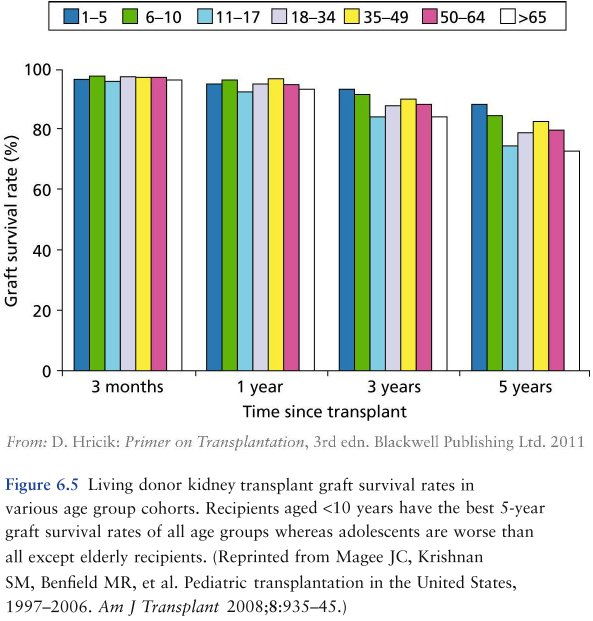 1–5 6–10 11–17 18–34 35–49 50–64 >65
Graft survival rate (%)
100
80
60
40
20
0
3 months 1 year 3 years 5 years
Time since transplant
From: D. Hricik: Primer on Transplantation, 3rd edn. Blackwell Publishing Ltd. 2011
Figure 6.5 Living donor kidney transplant graft survival rates in
various age group cohorts. Recipients aged <10 years have the best 5-year
graft survival rates of all age groups whereas adolescents are worse than
all except elderly recipients. (Reprinted from Magee JC, Krishnan
SM, Benfield MR, et al. Pediatric transplantation in the United States,
1997–2006. Am J Transplant 2008;8:935–45.)